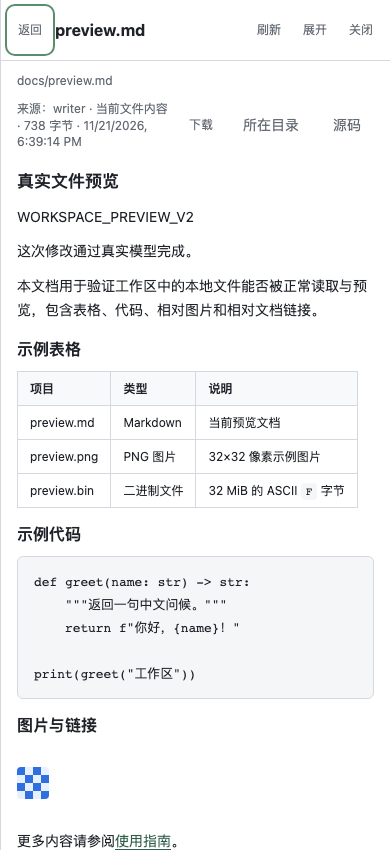 返回 preview.md 刷新 展开 关闭
docs/preview.md
来源：writer · 当前文件内容
· 738 字节 · 11/21/2026,
6:39:14 PM
下载 所在目录 源码
真实文件预览
WORKSPACE_PREVIEW_V2
这次修改通过真实模型完成。
本文档用于验证工作区中的本地文件能否被正常读取与预
览，包含表格、代码、相对图片和相对文档链接。
示例表格
项目 类型 说明
preview.md Markdown 当前预览文档
preview.png PNG 图片 32×32 像素示例图片
preview.bin 二进制文件 32 MiB 的 ASCII F 字节
示例代码
def greet(name: str) -> str:
    """返回一句中文问候。"""
    return f"你好，{name}！"
print(greet("工作区"))
图片与链接
更多内容请参阅使用指南。